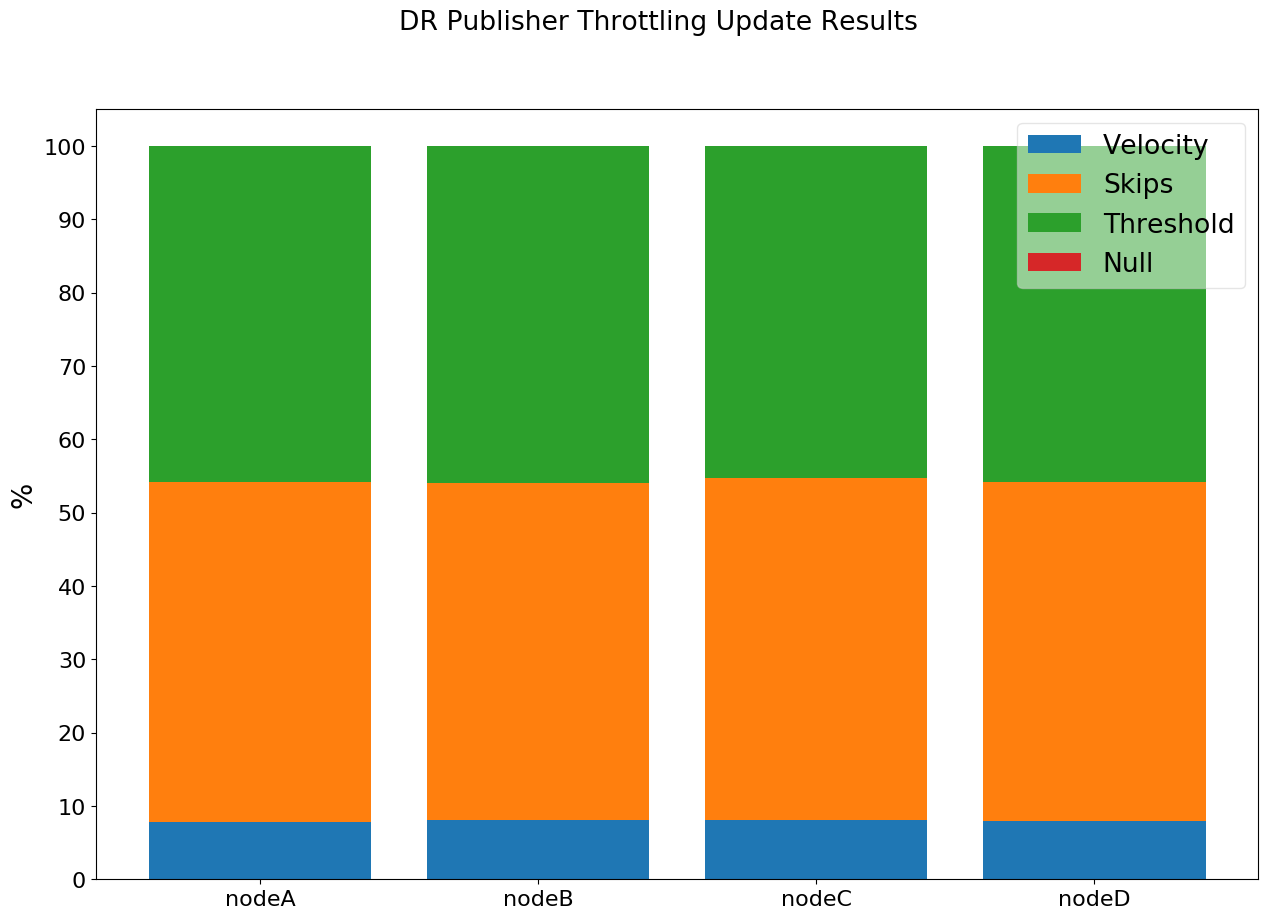 DR Publisher Throttling Update Results
%
100
90
80
70
60
50
40
30
20
10
0
Velocity
Skips
Threshold
Null
nodeA nodeB nodeC nodeD